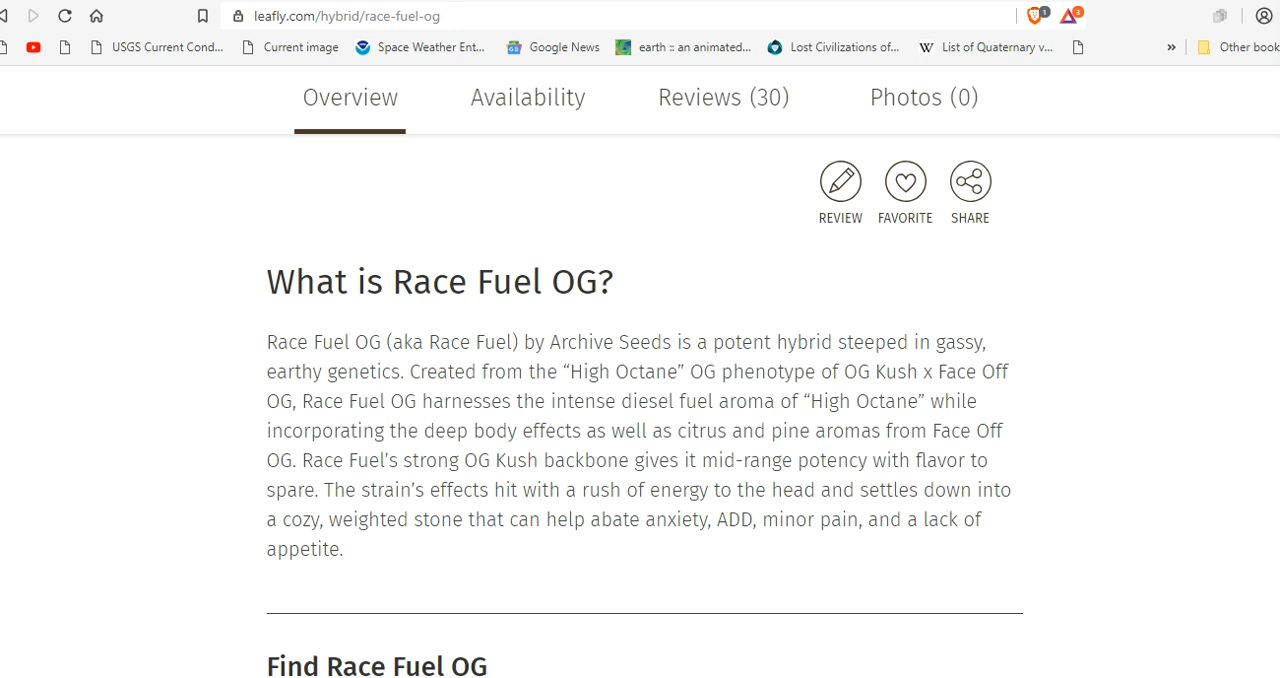 leafly.com/hybrid/race-fuel-og
1
3
USGS Current Cond...
Current image
Space Weather Ent...
Google News
earth :: an animated...
Lost Civilizations of...
W
List of Quaternary v...
»
Other book
Overview
Availability
Reviews (30)
Photos (0)
REVIEW
FAVORITE
SHARE
What is Race Fuel OG?
Race Fuel OG (aka Race Fuel) by Archive Seeds is a potent hybrid steeped in gassy,
earthy genetics. Created from the “High Octane” OG phenotype of OG Kush x Face Off
OG, Race Fuel OG harnesses the intense diesel fuel aroma of “High Octane” while
incorporating the deep body effects as well as citrus and pine aromas from Face Off
OG. Race Fuel’s strong OG Kush backbone gives it mid-range potency with flavor to
spare. The strain’s effects hit with a rush of energy to the head and settles down into
a cozy, weighted stone that can help abate anxiety, ADD, minor pain, and a lack of
appetite.
Find Race Fuel OG